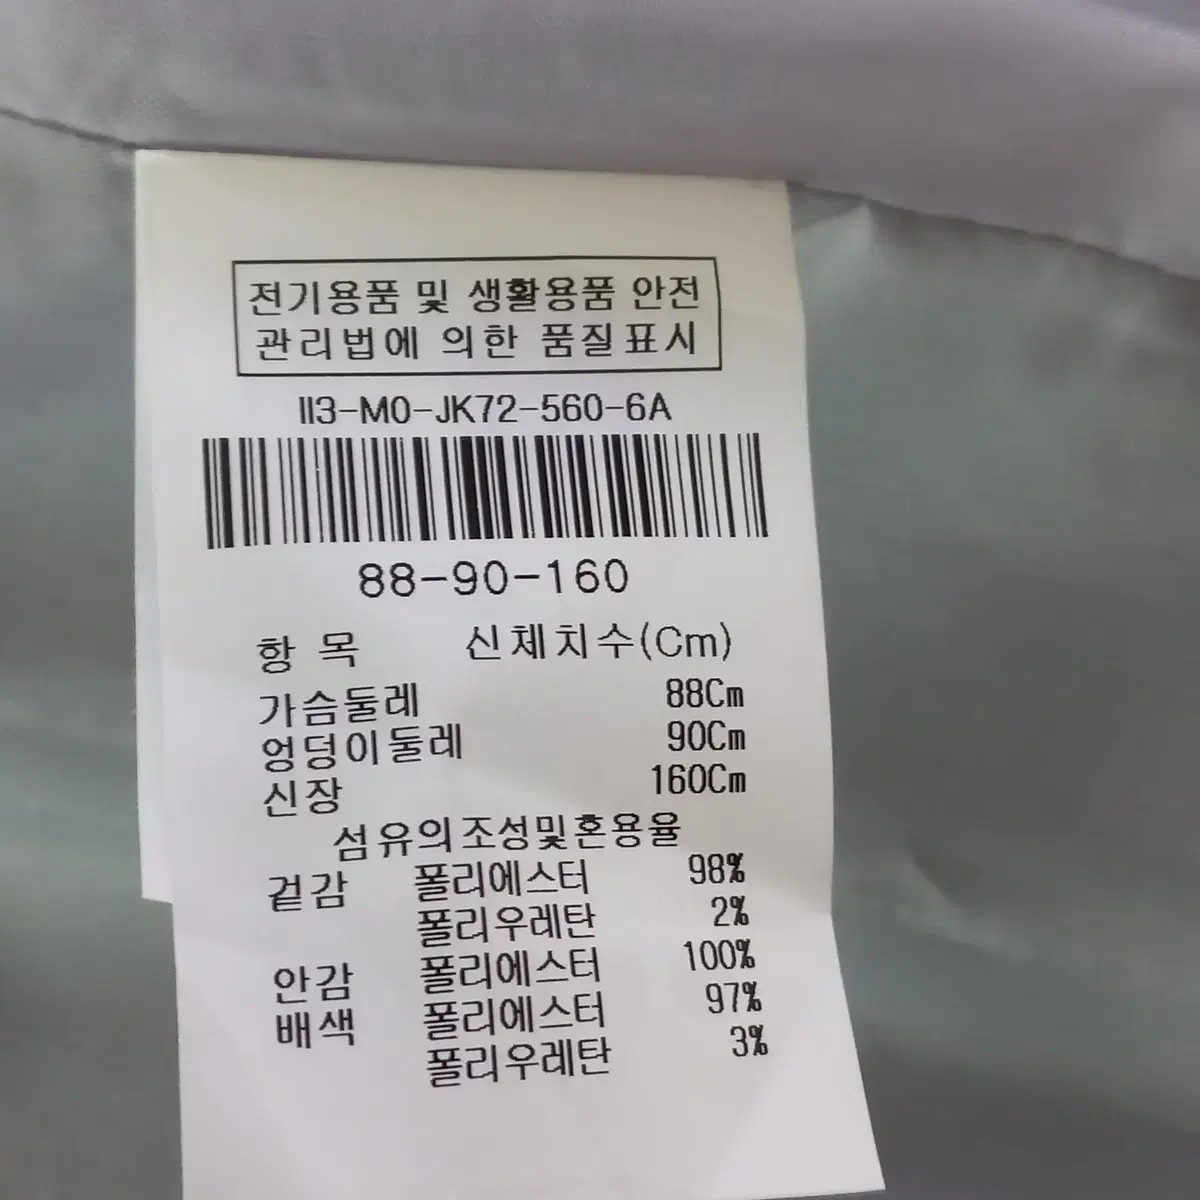 전기용품 및 생활용품 안전
관리법에 의한 품질표시
II3-M0-JK72-560-6A
88-90-160
항 목 신체치수(Cm)
가슴둘레 88Cm
엉덩이둘레 90Cm
신장 160Cm
섬유의조성및혼용율
겉감 폴리에스터 98%
폴리우레탄 2%
안감 폴리에스터 100%
배색 폴리에스터 97%
폴리우레탄 3%